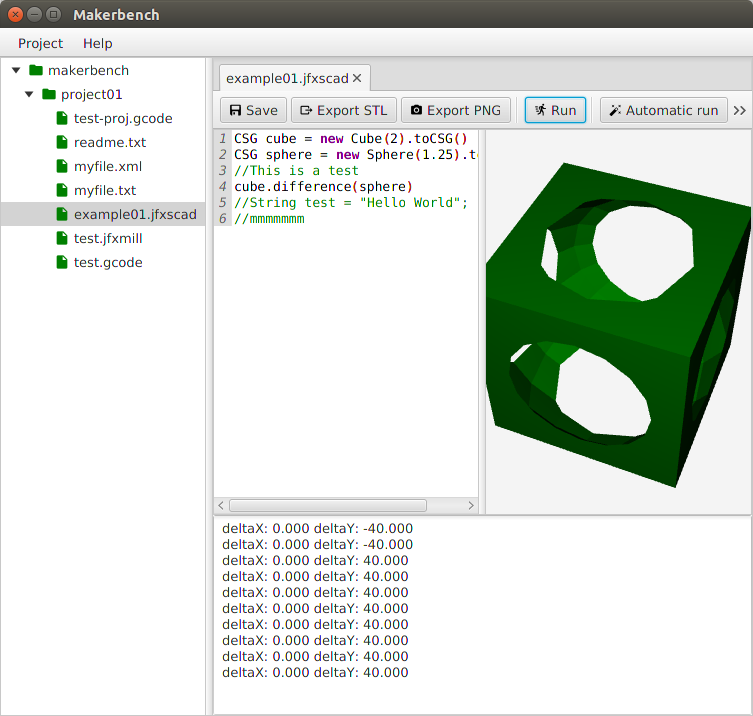 Makerbench
Project Help
makerbench
project01
test-proj.gcode
readme.txt
myfile.xml
myfile.txt
example01.jfxscad
test.jfxmill
test.gcode
example01.jfxscad
Save Export STL Export PNG Run Automatic run
1 CSG cube = new Cube(2).toCSG()
2 CSG sphere = new Sphere(1.25).t
3 //This is a test
4 cube.difference(sphere)
5 //String test = "Hello World";
6 //mmmmmmm
deltaX: 0.000 deltaY: -40.000
deltaX: 0.000 deltaY: -40.000
deltaX: 0.000 deltaY: 40.000
deltaX: 0.000 deltaY: 40.000
deltaX: 0.000 deltaY: 40.000
deltaX: 0.000 deltaY: 40.000
deltaX: 0.000 deltaY: 40.000
deltaX: 0.000 deltaY: 40.000
deltaX: 0.000 deltaY: 40.000
deltaX: 0.000 deltaY: 40.000